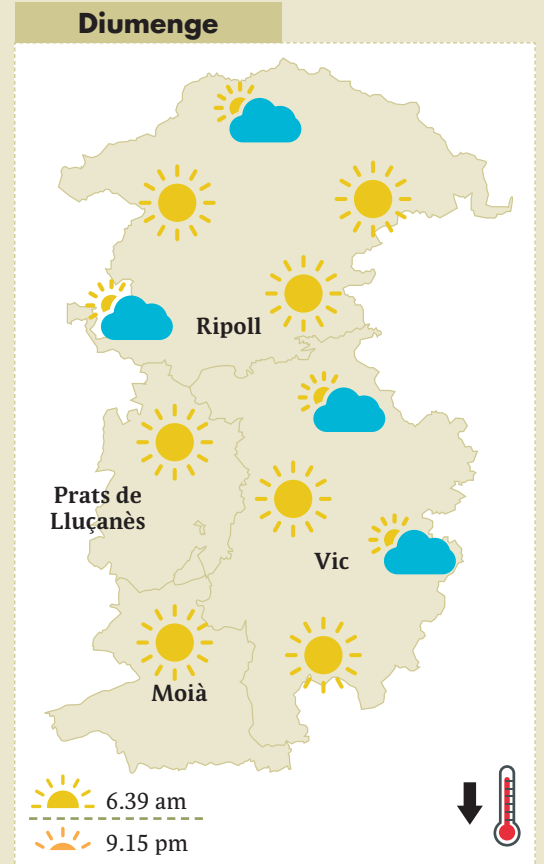 Diumenge
Ripoll
Prats de
Lluçanès
Vic
Moià
6.39 am
9.15 pm